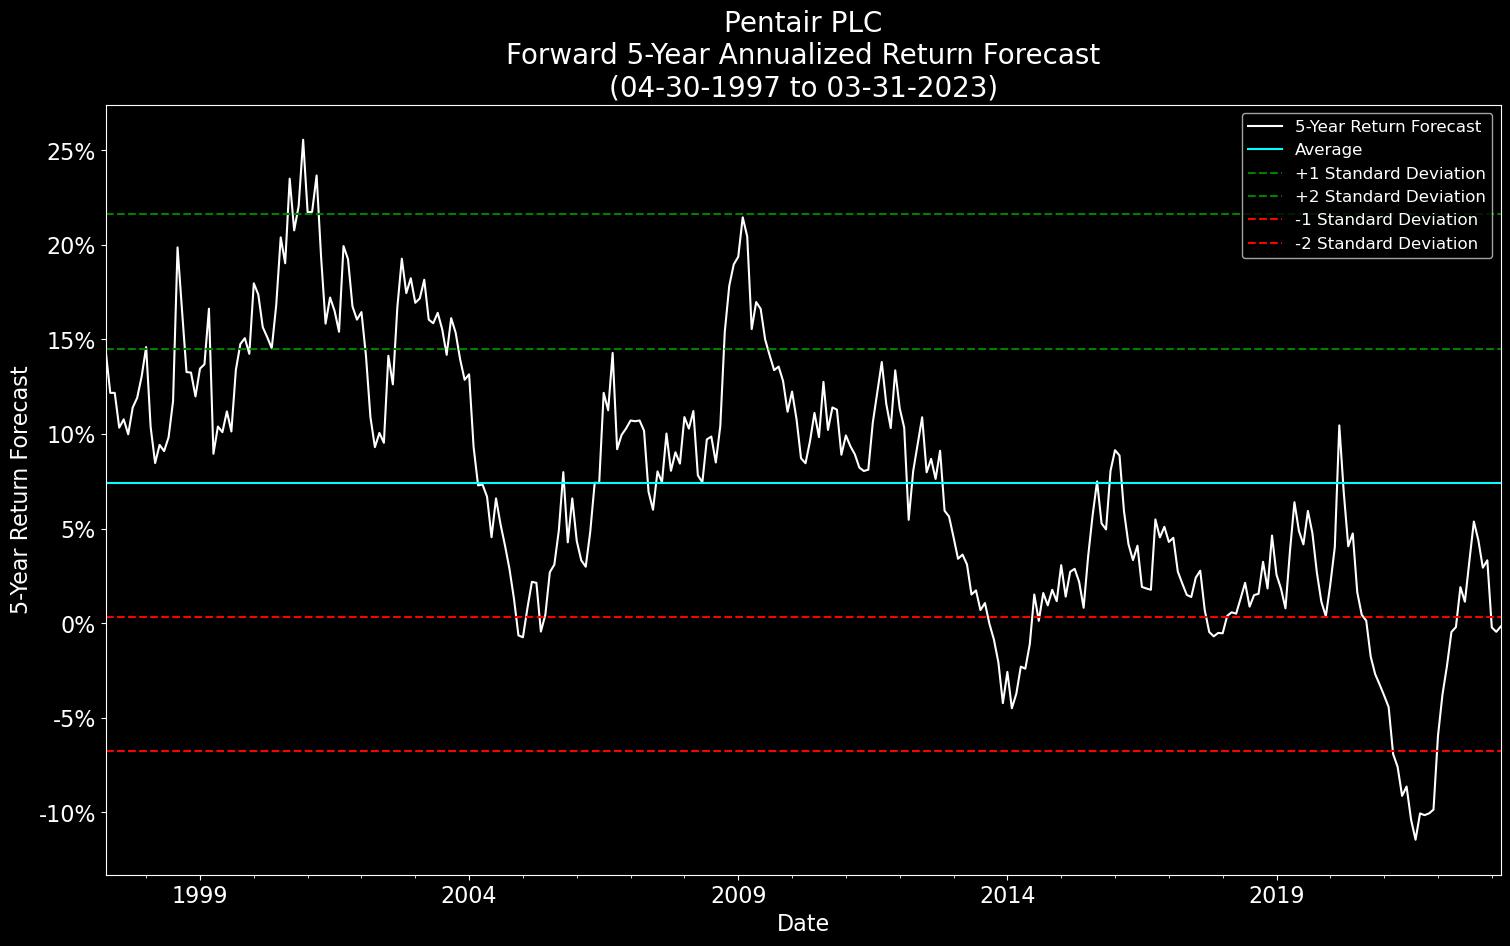 Pentair PLC
Forward 5-Year Annualized Return Forecast
(04-30-1997 to 03-31-2023)
5-Year Return Forecast
Average
+1 Standard Deviation
+2 Standard Deviation
-1 Standard Deviation
-2 Standard Deviation
25%
20%
15%
10%
5%
0%
-5%
-10%
5-Year Return Forecast
1999
2004
2009
2014
2019
Date